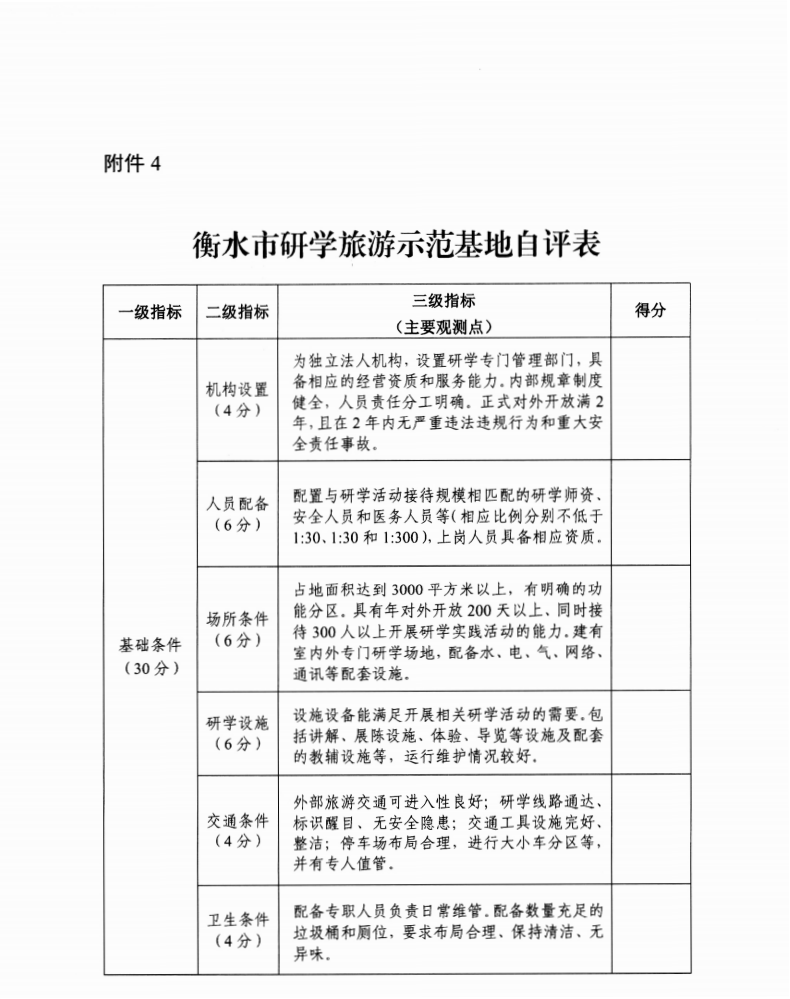 附件 4
衡水市研学旅游示范基地自评表
一级指标 二级指标 三级指标 得分
（主要观测点）
基础条件
（30 分）
机构设置
（4 分）
为独立法人机构，设置研学专门管理部门，具
备相应的经营资质和服务能力。内部规章制度
健全，人员责任分工明确。正式对外开放满 2
年，且在 2 年内无严重违法违规行为和重大安
全责任事故。
人员配备
（6 分）
配置与研学活动接待规模相匹配的研学师资、
安全人员和医务人员等（相应比例分别不低于
1:30、1:30 和 1:300），上岗人员具备相应资质。
场所条件
（6 分）
占地面积达到 3000 平方米以上，有明确的功
能分区。具有年对外开放 200 天以上、同时接
待 300 人以上开展研学实践活动的能力。建有
室内外专门研学场地，配备水、电、气、网络、
通讯等配套设施。
研学设施
（6 分）
设施设备能满足开展相关研学活动的需要。包
括讲解、展陈设施、体验、导览等设施及配套
的教辅设施等，运行维护情况较好。
交通条件
（4 分）
外部旅游交通可进入性良好；研学线路通达、
标识醒目、无安全隐患；交通工具设施完好、
整洁；停车场布局合理，进行大小车分区等，
并有专人值管。
卫生条件
（4 分）
配备专职人员负责日常维管。配备数量充足的
垃圾桶和厕位，要求布局合理、保持清洁、无
异味。